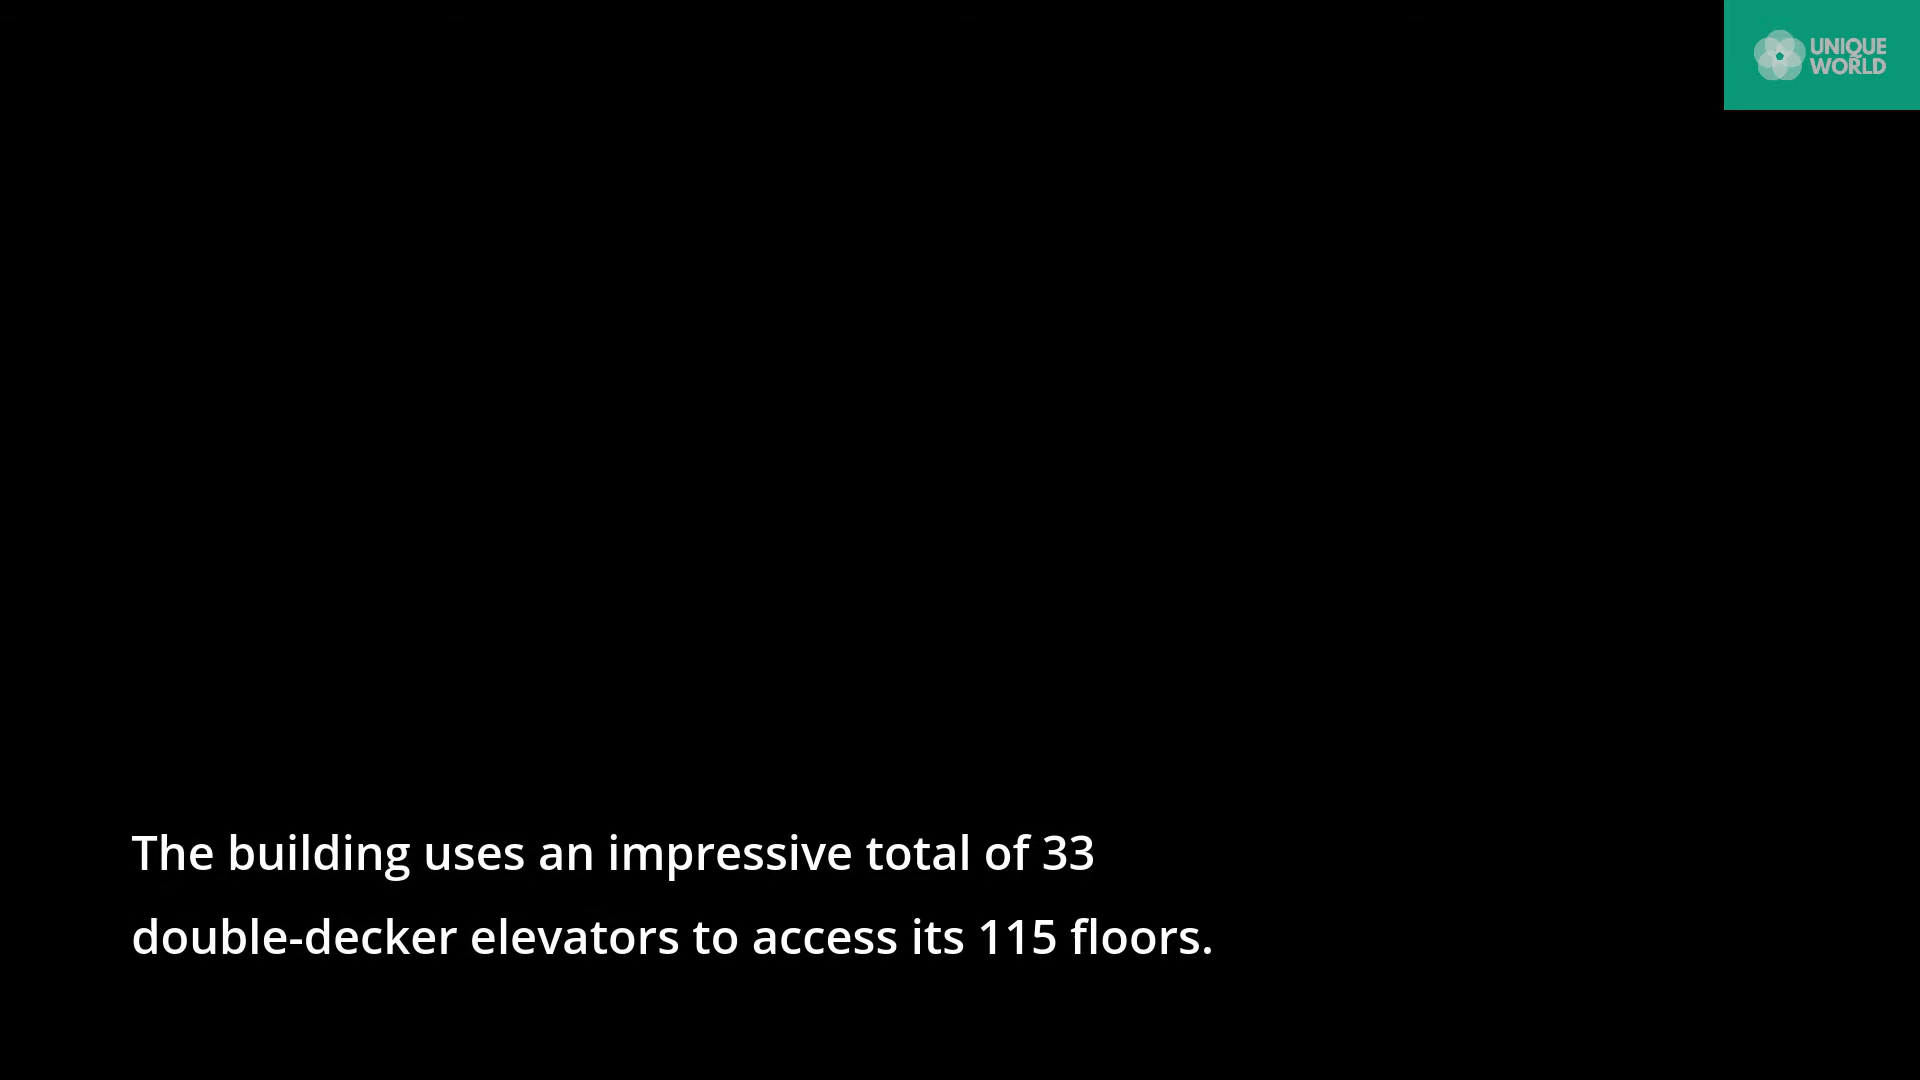 UNIQUE
WORLD
The building uses an impressive total of 33
double-decker elevators to access its 115 floors.